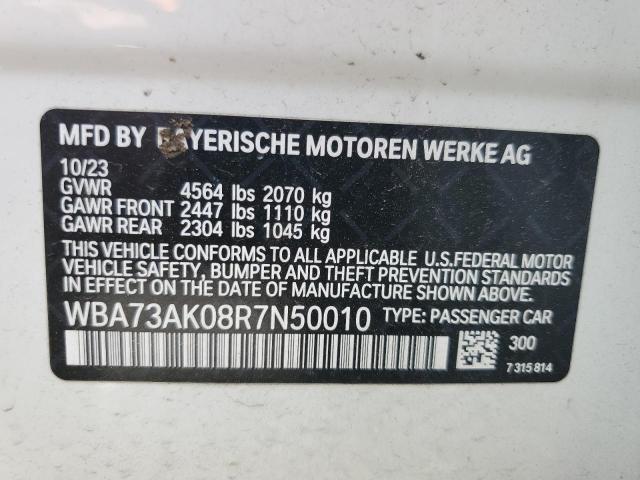 MFD BY BAYERISCHE MOTOREN WERKE AG
10/23
GVWR 4564 lbs 2070 kg
GAWR FRONT 2447 lbs 1110 kg
GAWR REAR 2304 lbs 1045 kg
THIS VEHICLE CONFORMS TO ALL APPLICABLE U.S.FEDERAL MOTOR
VEHICLE SAFETY, BUMPER AND THEFT PREVENTION STANDARDS
IN EFFECT ON THE DATE OF MANUFACTURE SHOWN ABOVE.
WBA73AK08R7N50010 TYPE: PASSENGER CAR
300
7 315 814